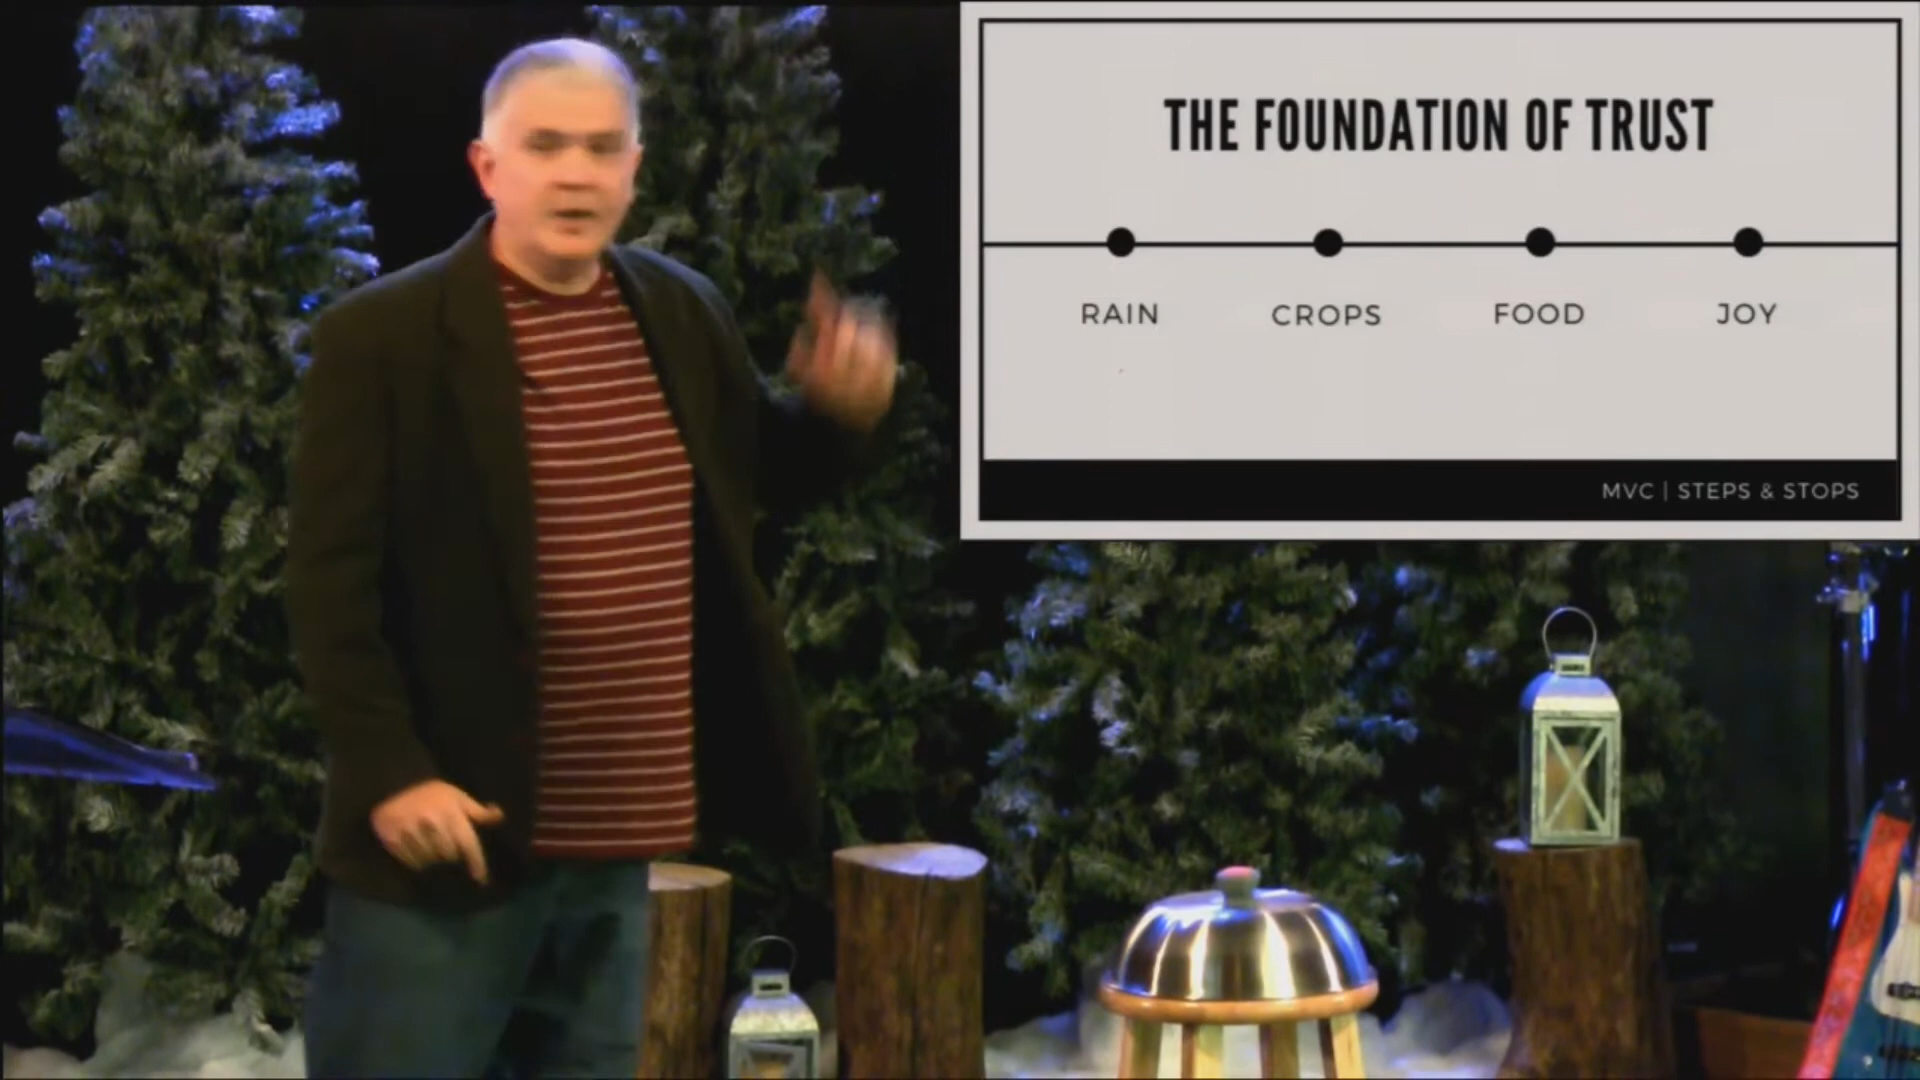 THE FOUNDATION OF TRUST
RAIN CROPS FOOD JOY
MVC | STEPS & STOPS